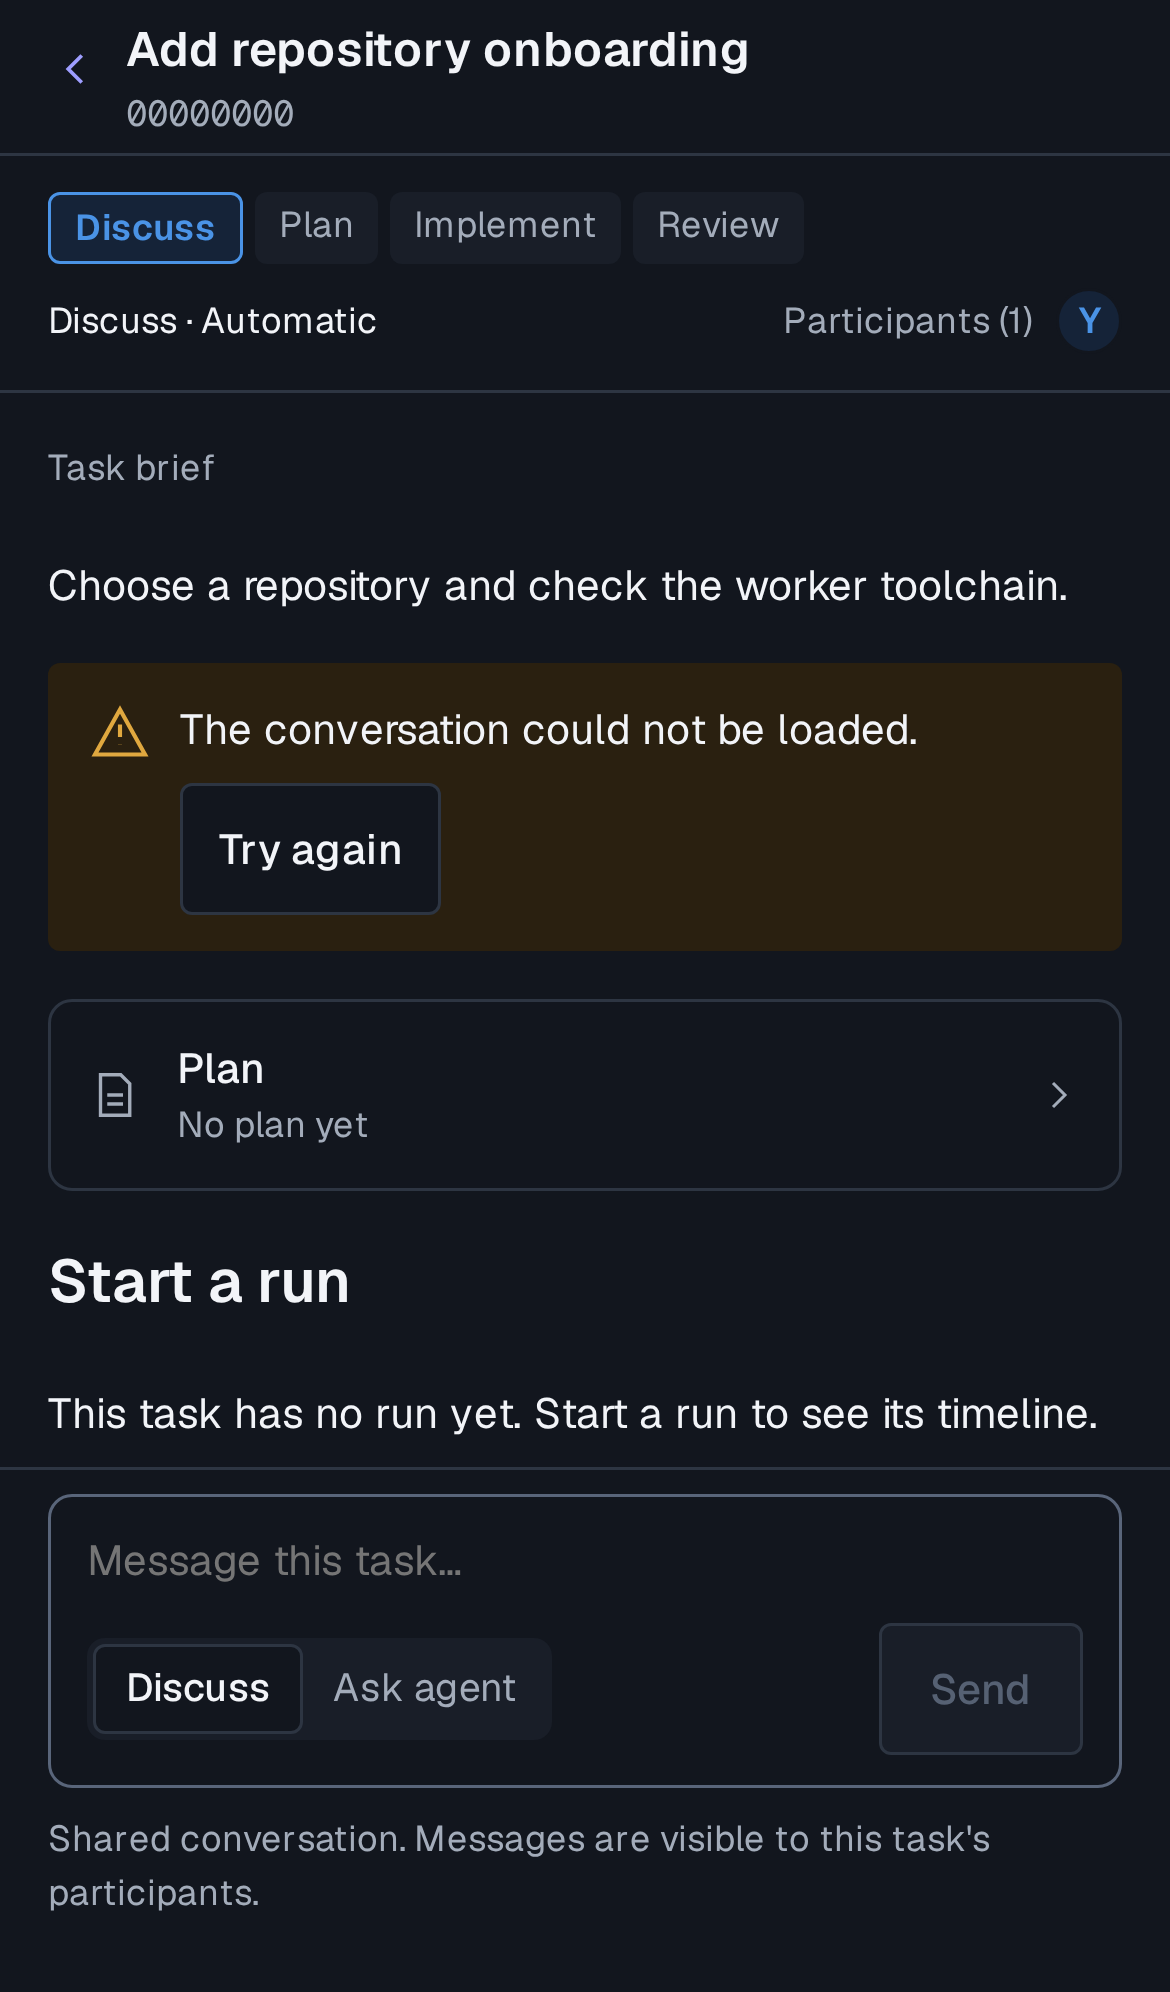 Add repository onboarding
00000000
Discuss
Plan
Implement
Review
Discuss · Automatic
Participants (1)
Y
Task brief
Choose a repository and check the worker toolchain.
The conversation could not be loaded.
Try again
Plan
No plan yet
Start a run
This task has no run yet. Start a run to see its timeline.
Message this task…
Discuss
Ask agent
Send
Shared conversation. Messages are visible to this task's
participants.